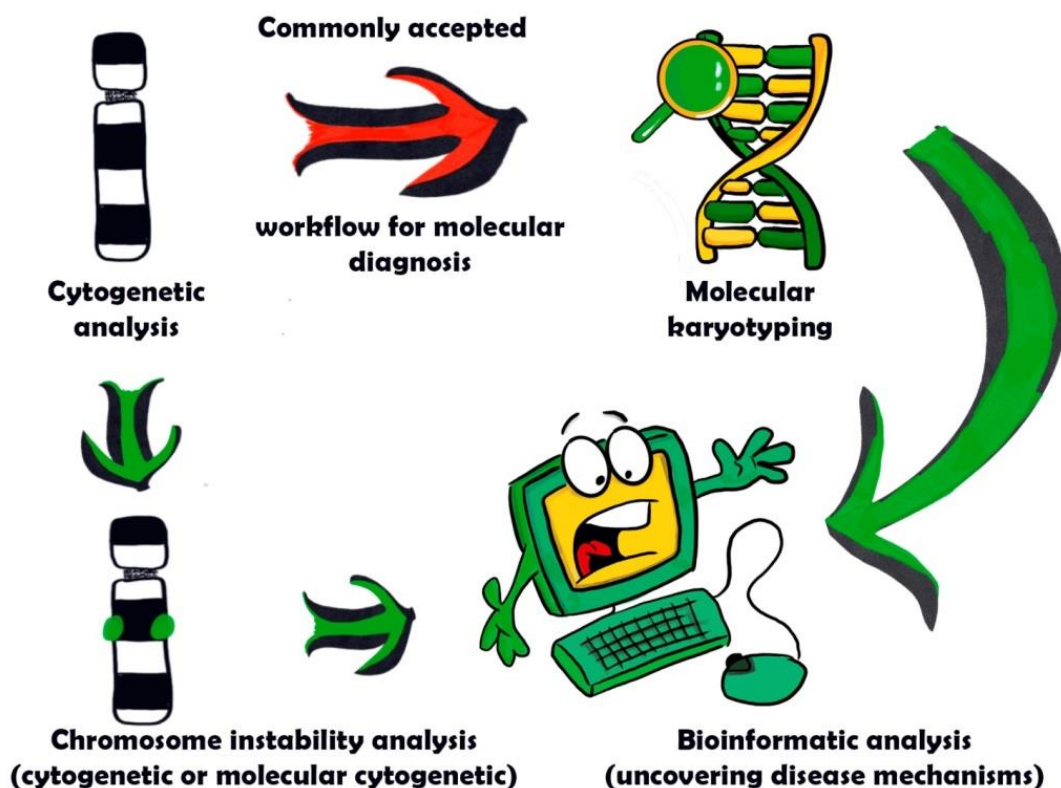 Commonly accepted
workflow for molecular
diagnosis
Cytogenetic
analysis
Molecular
karyotyping
Chromosome instability analysis
(cytogenetic or molecular cytogenetic)
Bioinformatic analysis
(uncovering disease mechanisms)